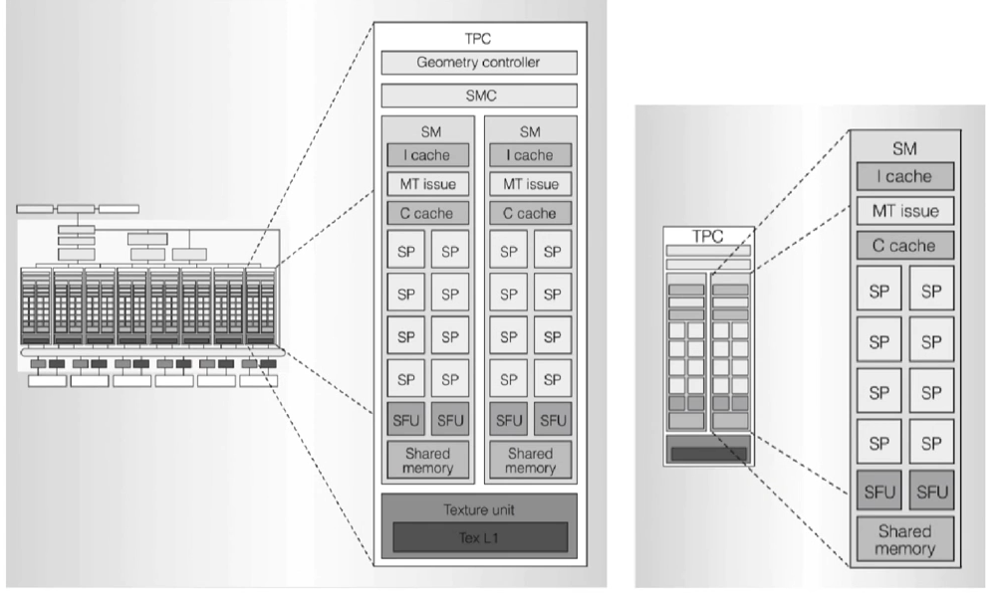 TPC
Geometry controller
SMC
SM SM
I cache I cache
MT issue MT issue
C cache C cache
SP SP SP SP
SP SP SP SP
SP SP SP SP
SP SP SP SP
SFU SFU SFU SFU
Shared memory Shared memory
Texture unit
Tex L1
TPC
SM
I cache
MT issue
C cache
SP SP
SP SP
SP SP
SP SP
SFU SFU
Shared
memory